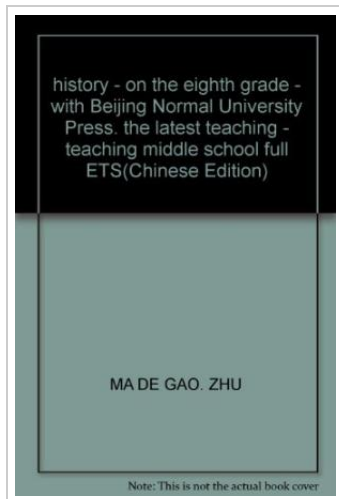 history - on the eighth grade -
with Beijing Normal University
Press. the latest teaching -
teaching middle school full
ETS(Chinese Edition)
MA DE GAO. ZHU
Note: This is not the actual book cover